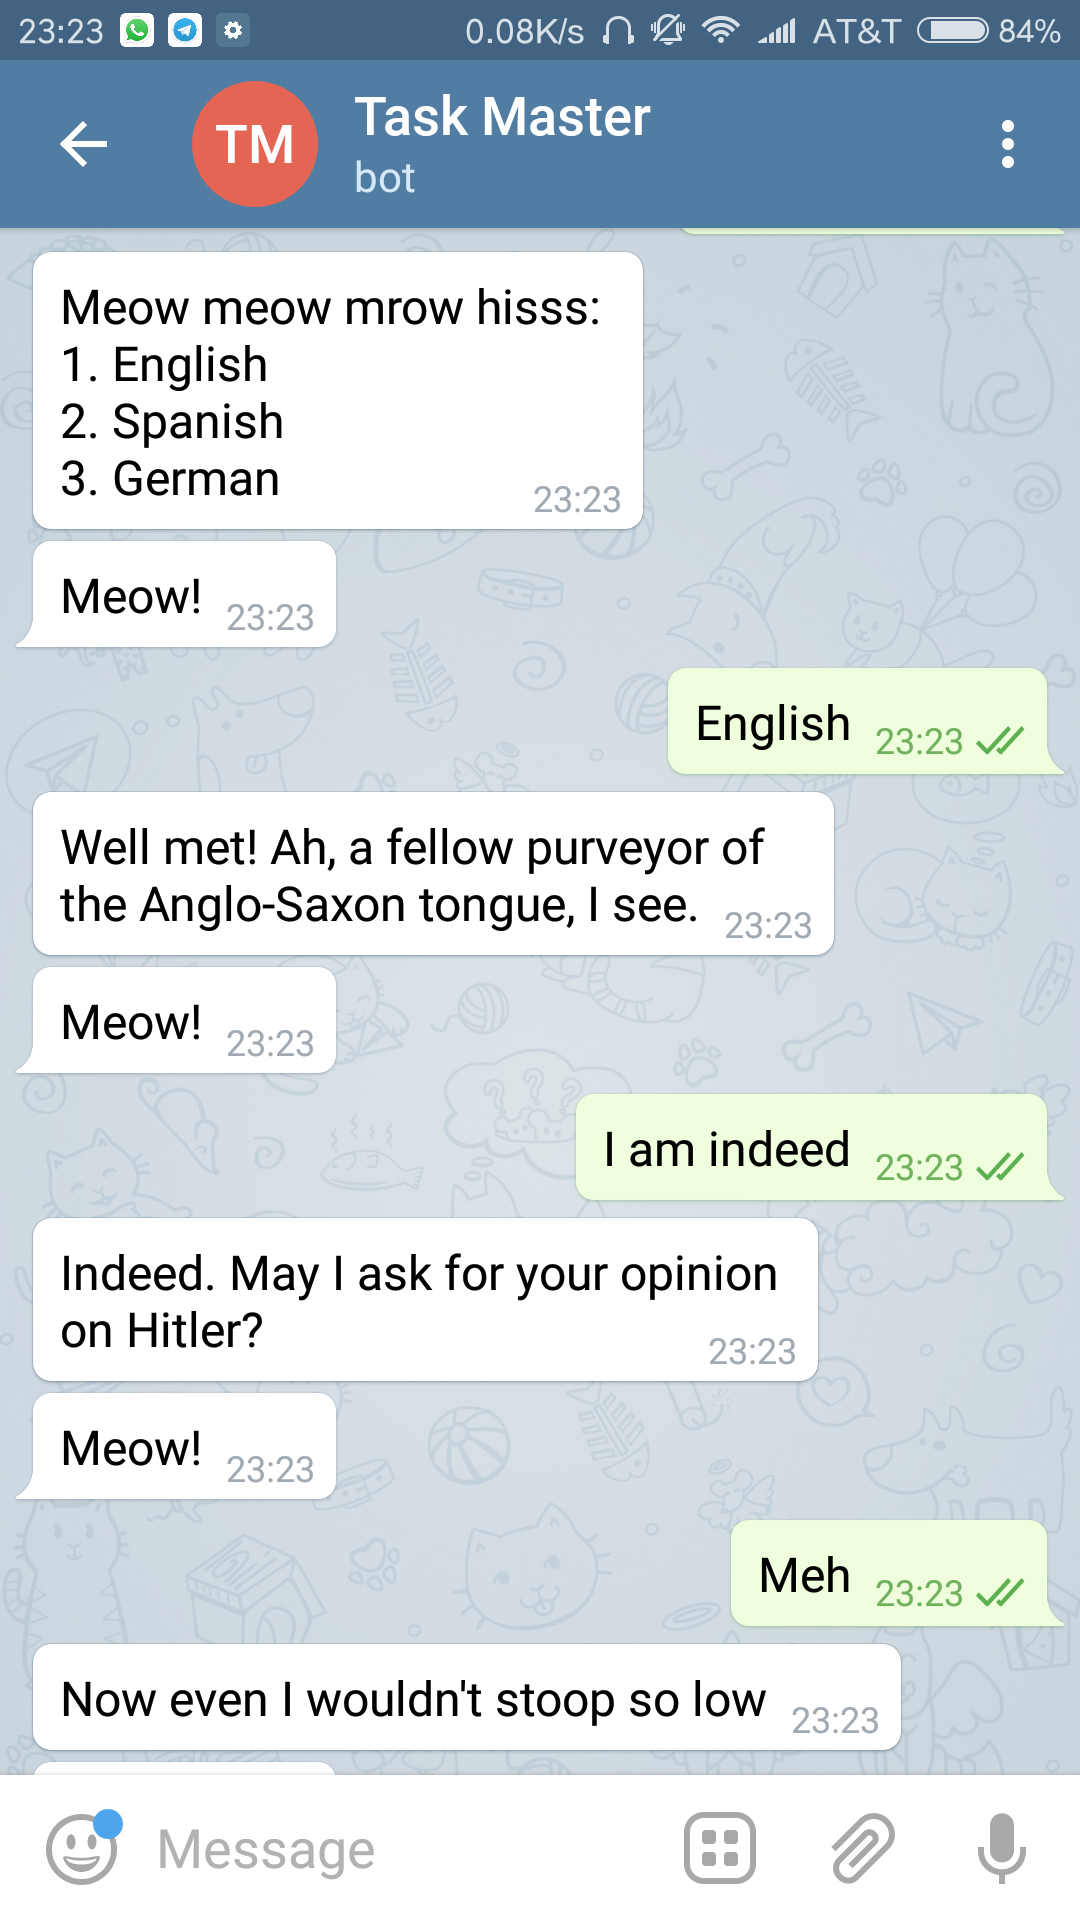 23:23 0.08K/s AT&T 84%
TM Task Master
bot
Meow meow mrow hisss:
1. English
2. Spanish
3. German
23:23
Meow! 23:23
English 23:23
Well met! Ah, a fellow purveyor of
the Anglo-Saxon tongue, I see. 23:23
Meow! 23:23
I am indeed 23:23
Indeed. May I ask for your opinion
on Hitler? 23:23
Meow! 23:23
Meh 23:23
Now even I wouldn't stoop so low 23:23
Message